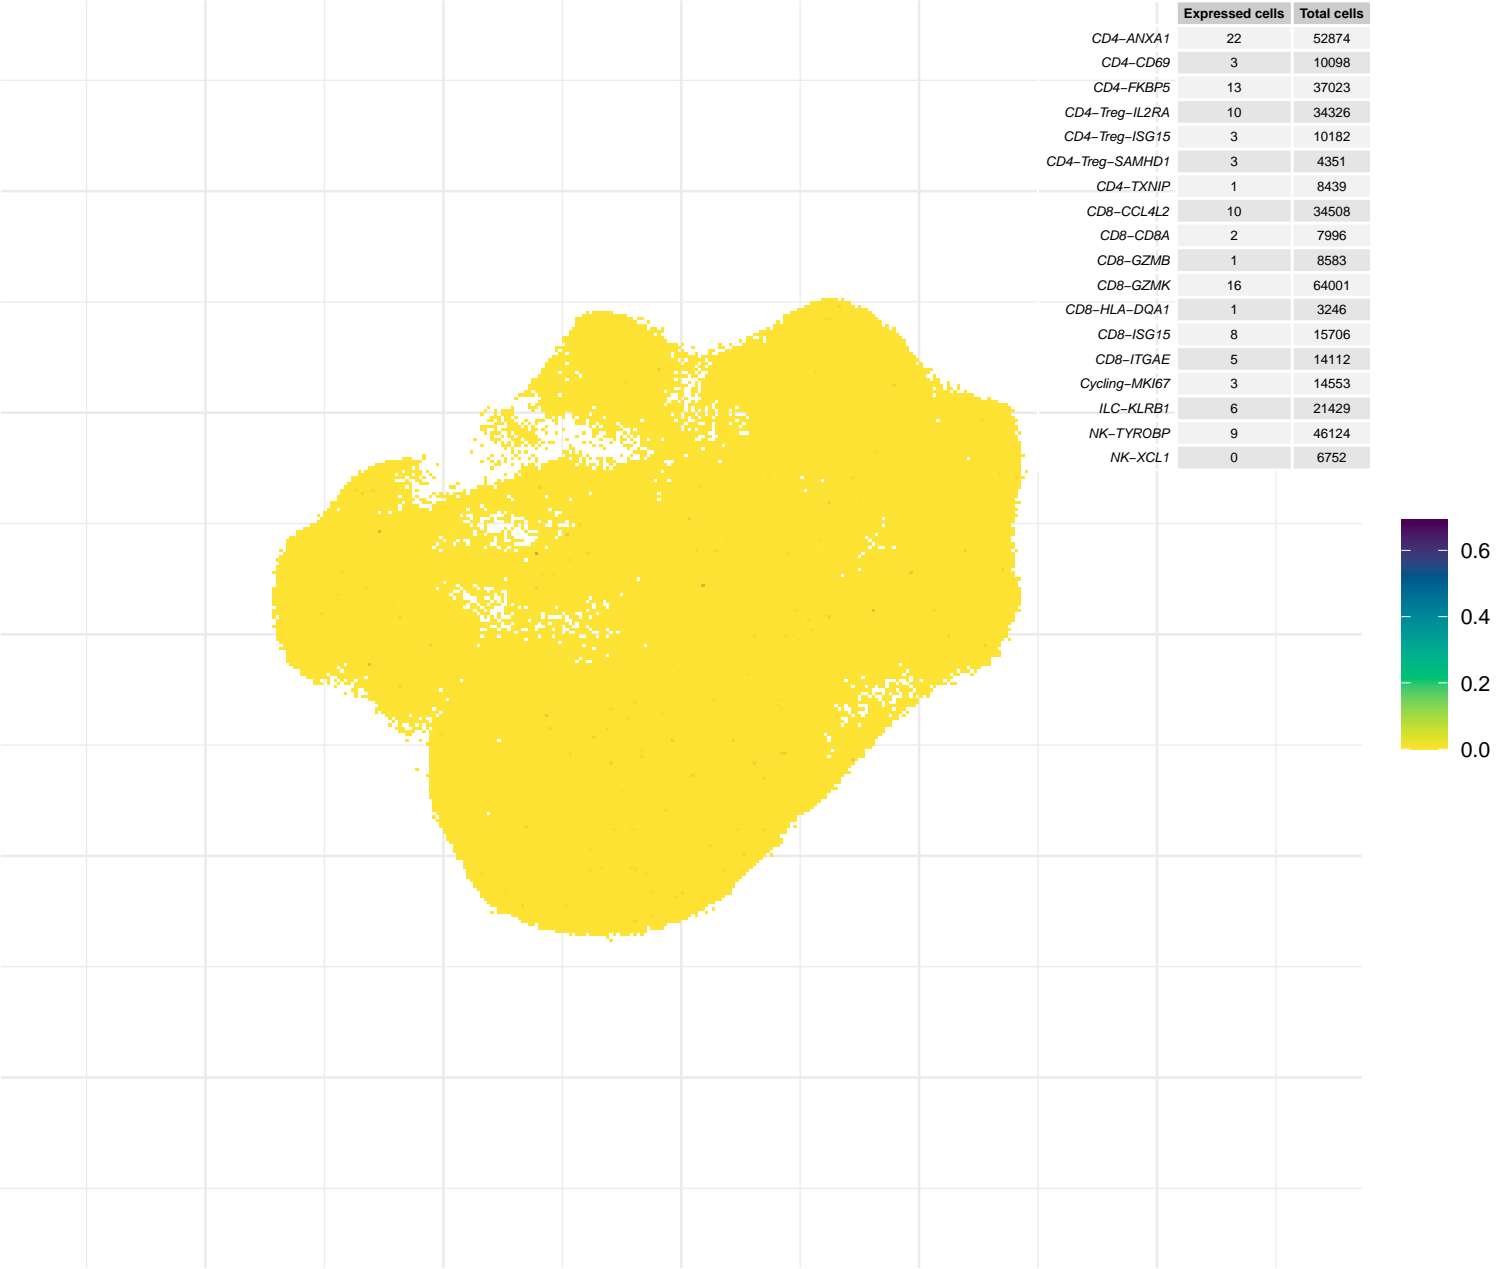 Expressed cells Total cells
CD4−ANXA1 22 52874
CD4−CD69 3 10098
CD4−FKBP5 13 37023
CD4−Treg−IL2RA 10 34326
CD4−Treg−ISG15 3 10182
CD4−Treg−SAMHD1 3 4351
CD4−TXNIP 1 8439
CD8−CCL4L2 10 34508
CD8−CD8A 2 7996
CD8−GZMB 1 8583
CD8−GZMK 16 64001
CD8−HLA−DQA1 1 3246
CD8−ISG15 8 15706
CD8−ITGAE 5 14112
Cycling−MKI67 3 14553
ILC−KLRB1 6 21429
NK−TYROBP 9 46124
NK−XCL1 0 6752
0.6
0.4
0.2
0.0